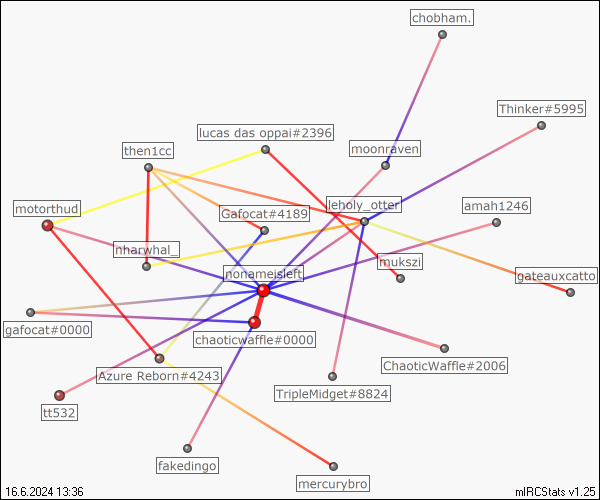 chobham.
Thinker#5995
lucas das oppai#2396
then1cc
moonraven
leholy_otter
amah1246
motorthud
Gafocat#4189
nharwhal_
nonameisleft
mukszi
gateauxcatto
gafocat#0000
chaoticwaffle#0000
ChaoticWaffle#2006
Azure Reborn#4243
TripleMidget#8824
tt532
fakedingo
mercurybro
16.6.2024 13:36
mIRCStats v1.25